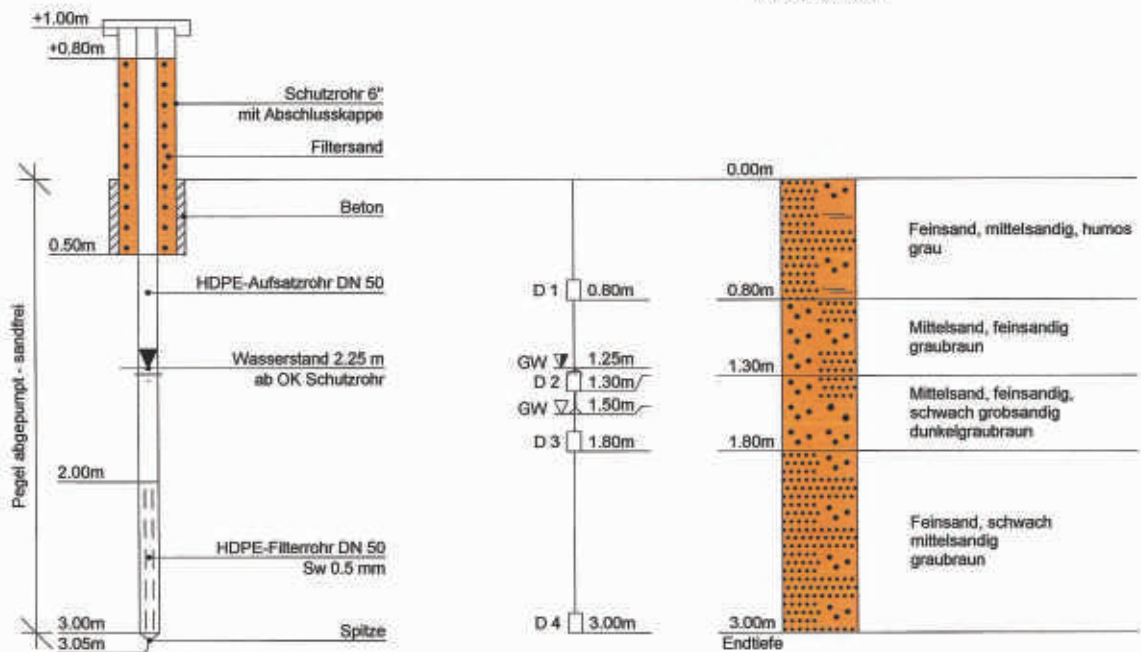 +1.00m
+0.80m
Schutzrohr 6"
mit Abschlusskappe
Filtersand
Beton
0.50m
HDPE-Aufsatzrohr DN 50
Wasserstand 2.25 m
ab OK Schutzrohr
Pegel abgepumpt - sandfrei
2.00m
HDPE-Filterrohr DN 50
Sw 0.5 mm
3.00m
3.05m
Spitze
D 1 0.80m
GW 1.25m
D 2 1.30m
GW 1.50m
D 3 1.80m
D 4 3.00m
0.00m
Feinsand, mittelsandig, humos
grau
0.80m
Mittelsand, feinsandig
graubraun
1.30m
Mittelsand, feinsandig,
schwach grobsandig
dunkelgraubraun
1.80m
Feinsand, schwach
mittelsandig
graubraun
3.00m
Endtiefe